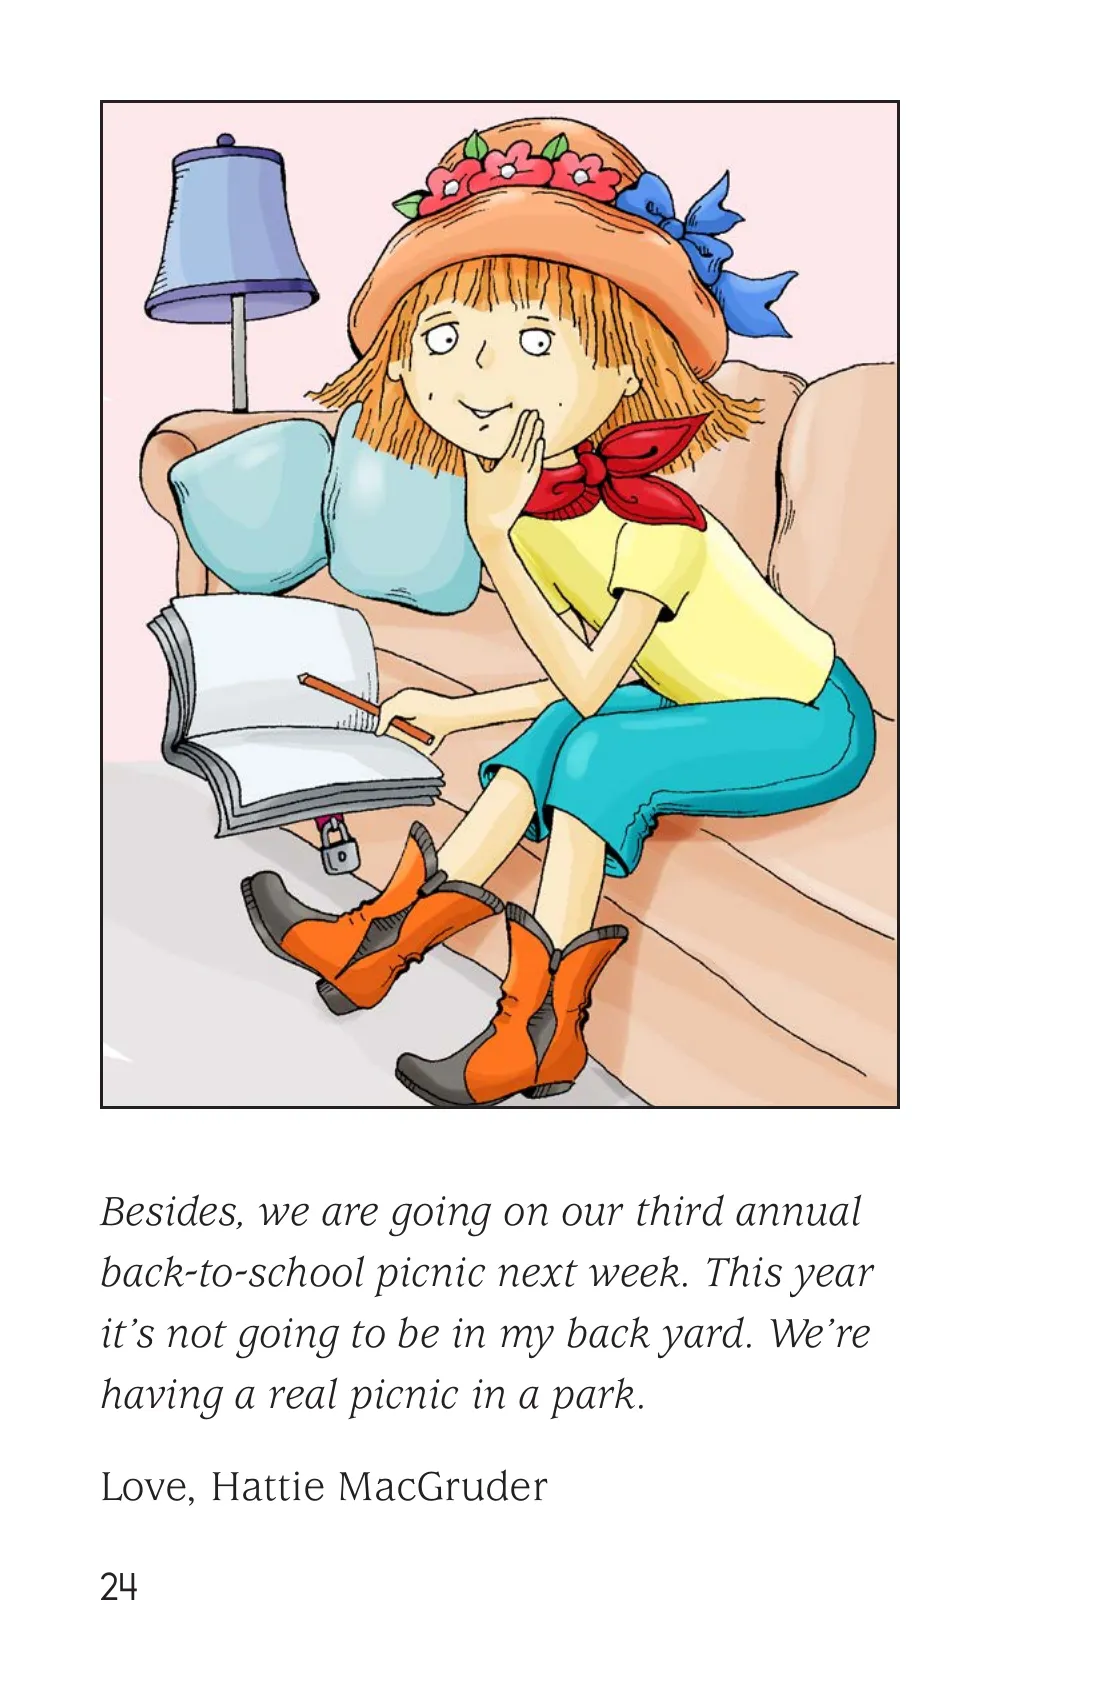 Besides, we are going on our third annual
back-to-school picnic next week. This year
it's not going to be in my back yard. We're
having a real picnic in a park.
Love, Hattie MacGruder
24